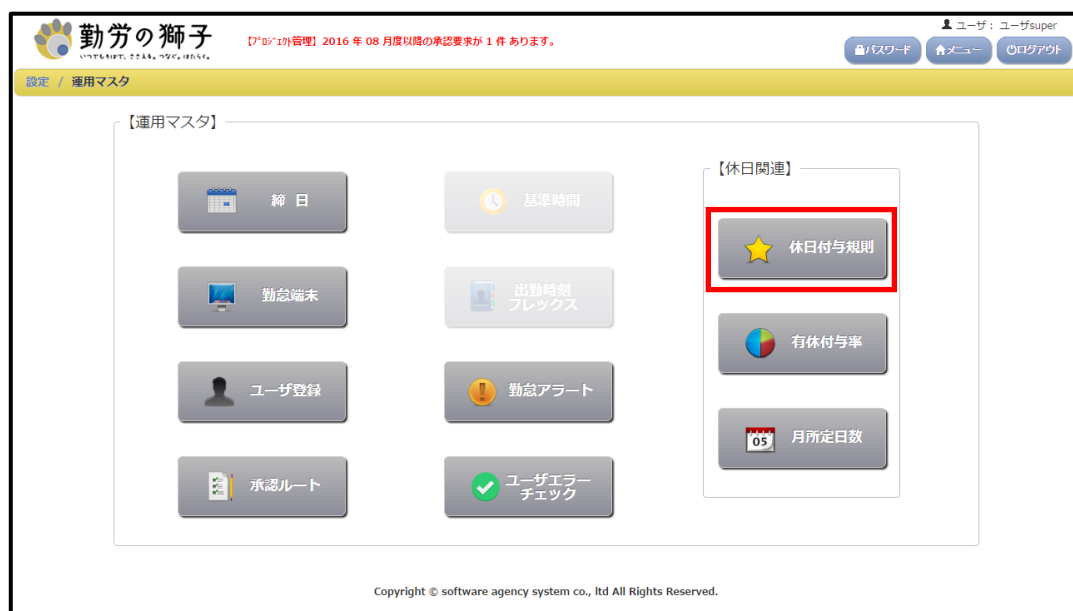 勤労の獅子
いつでもIPで、ささえる。つなぐ。はたらく。
【ﾌﾟﾛｼﾞｪｸﾄ管理】2016 年 08 月度以降の承認要求が 1 件 あります。
ユーザ： ユーザsuper
パスワード
メニュー
ログアウト
設定 / 運用マスタ
【運用マスタ】
締 日
基準時間
勤怠端末
出勤時刻
フレックス
ユーザ登録
勤怠アラート
承認ルート
ユーザエラー
チェック
【休日関連】
休日付与規則
有休付与率
05
月所定日数
Copyright © software agency system co., ltd All Rights Reserved.